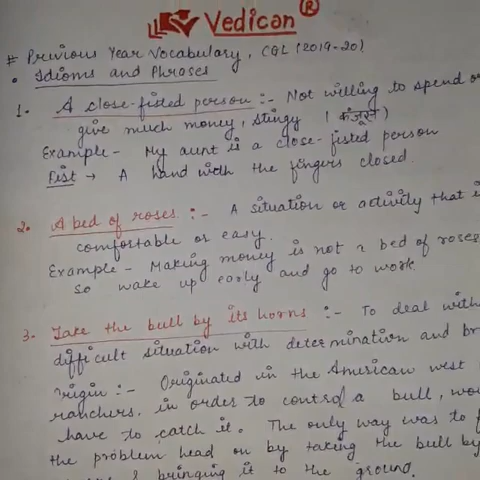 Vedican ®
# Previous Year Vocabulary, CGL (2019-20)
• Idioms and Phrases
1. A close-fisted person :- Not willing to spend or
give much money, stingy ( कंजूस )
Example - My aunt is a close-fisted person
Fist → A hand with the fingers closed.
2. A bed of roses :- A situation or activity that i
comfortable or easy.
Example - Making money is not a bed of roses
so wake up early and go to work
3. Take the bull by its horns :- To deal with
difficult situation with determination and br
Origin :- Originated in the American west
ranchers, in order to control a bull, wou
have to catch it. The only way was to f
the problem head on by taking the bull by
& bringing it to the ground.